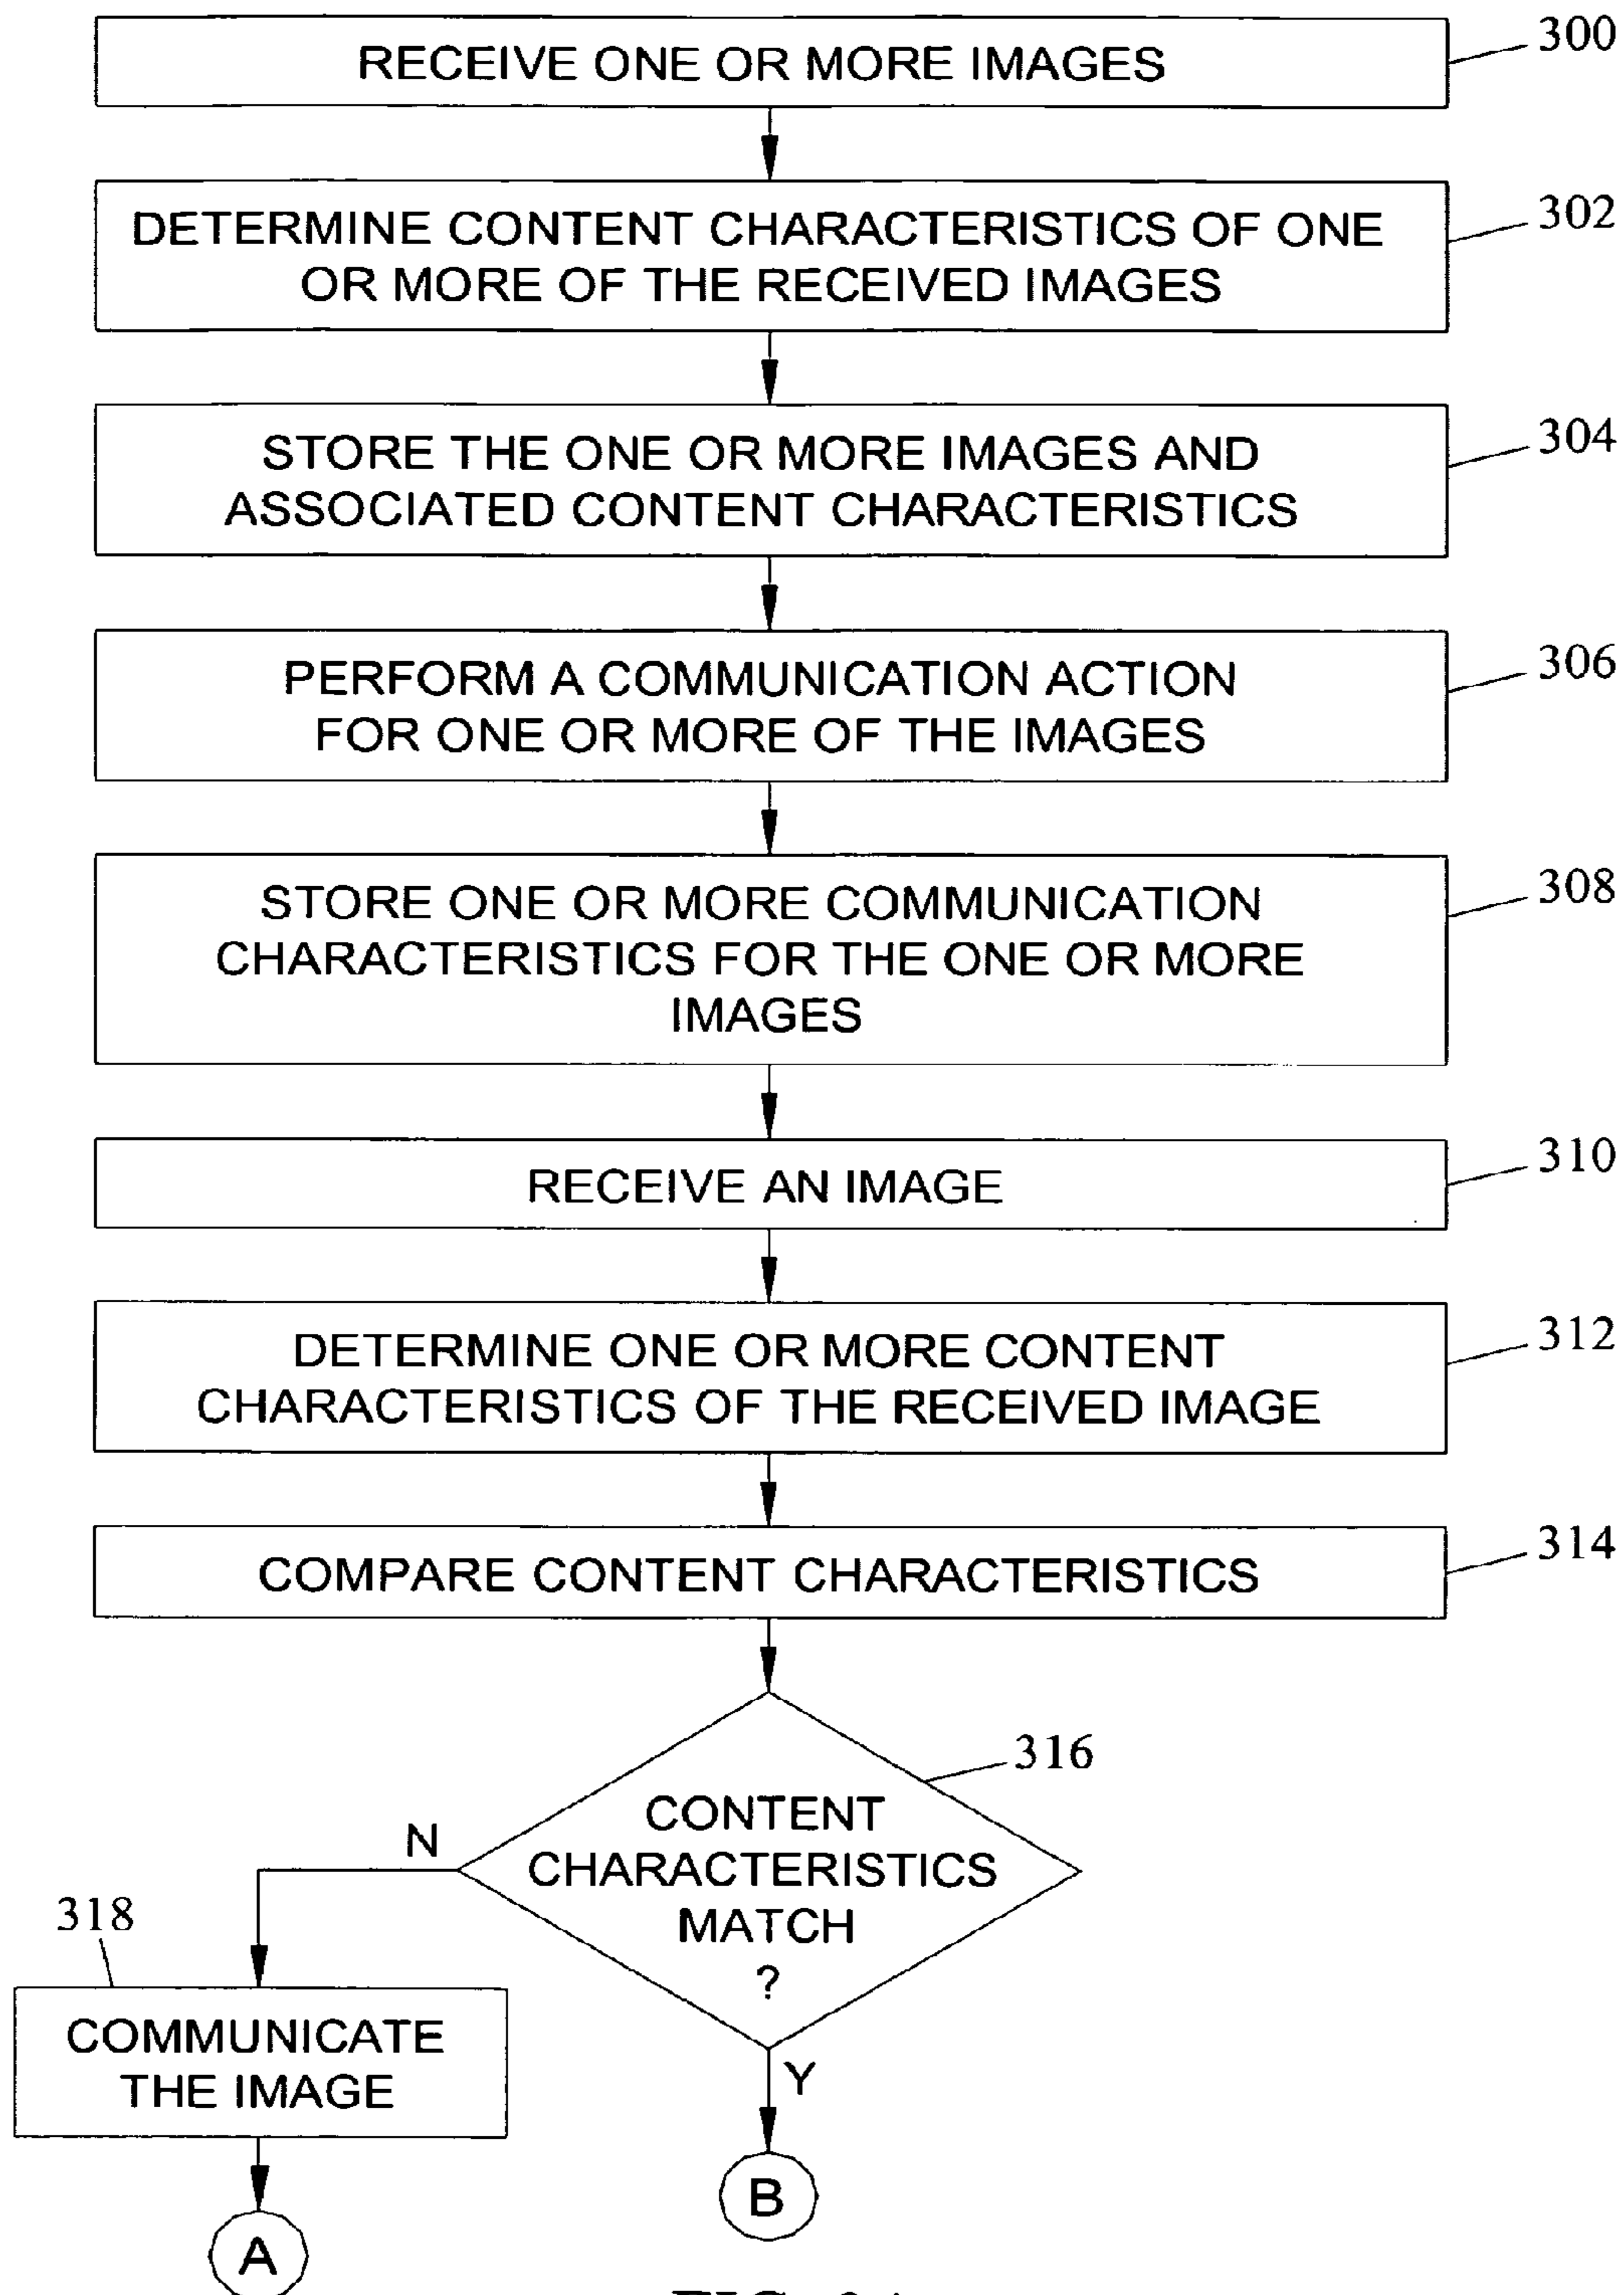 RECEIVE ONE OR MORE IMAGES
300
DETERMINE CONTENT CHARACTERISTICS OF ONE
OR MORE OF THE RECEIVED IMAGES
302
STORE THE ONE OR MORE IMAGES AND
ASSOCIATED CONTENT CHARACTERISTICS
304
PERFORM A COMMUNICATION ACTION
FOR ONE OR MORE OF THE IMAGES
306
STORE ONE OR MORE COMMUNICATION
CHARACTERISTICS FOR THE ONE OR MORE
IMAGES
308
RECEIVE AN IMAGE
310
DETERMINE ONE OR MORE CONTENT
CHARACTERISTICS OF THE RECEIVED IMAGE
312
COMPARE CONTENT CHARACTERISTICS
314
316
CONTENT
CHARACTERISTICS
MATCH
?
N
318
COMMUNICATE
THE IMAGE
Y
B
A